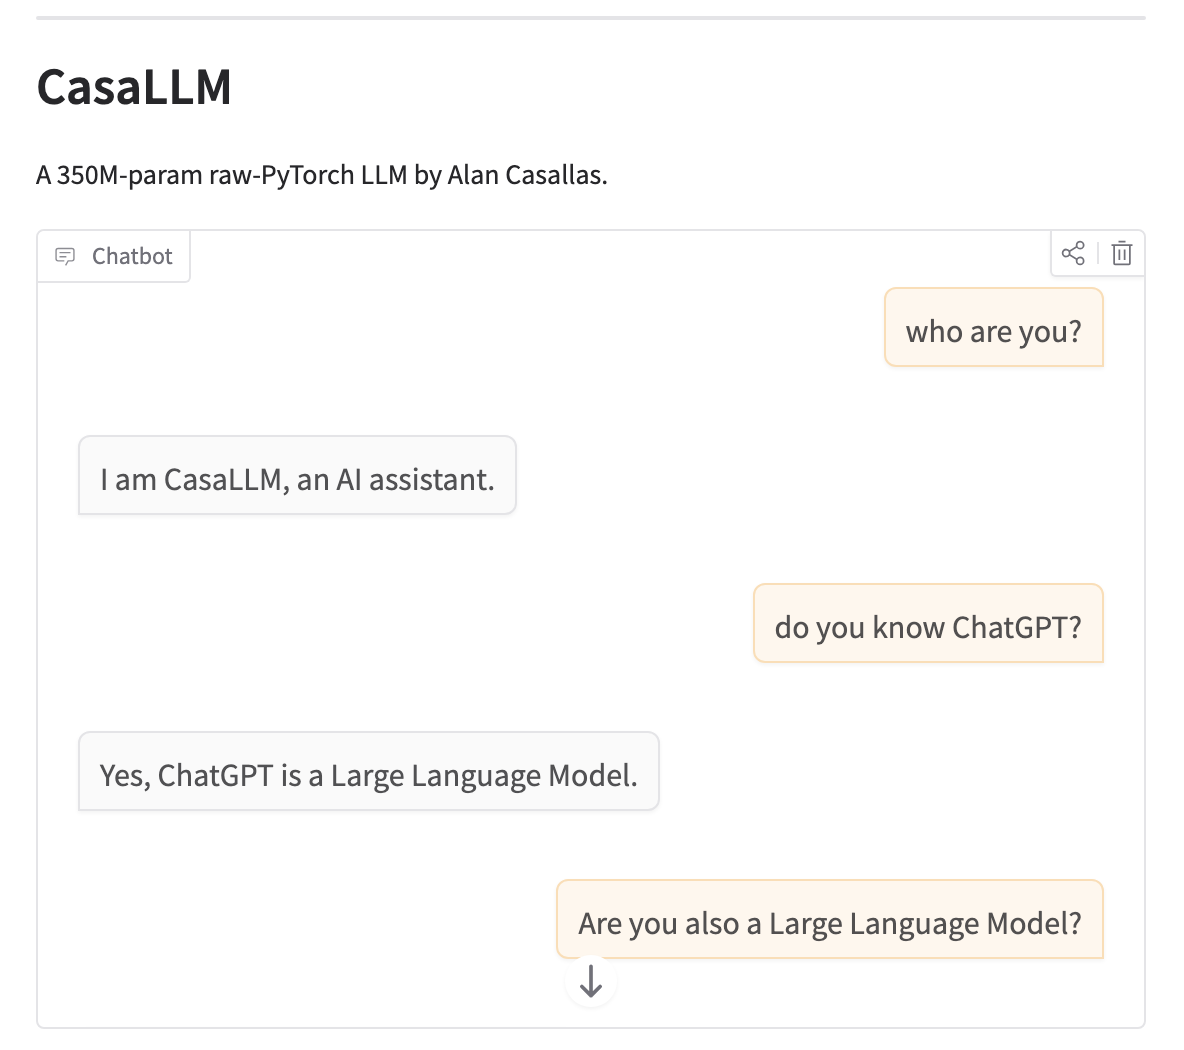 CasaLLM
A 350M-param raw-PyTorch LLM by Alan Casallas.
Chatbot
who are you?
I am CasaLLM, an AI assistant.
do you know ChatGPT?
Yes, ChatGPT is a Large Language Model.
Are you also a Large Language Model?